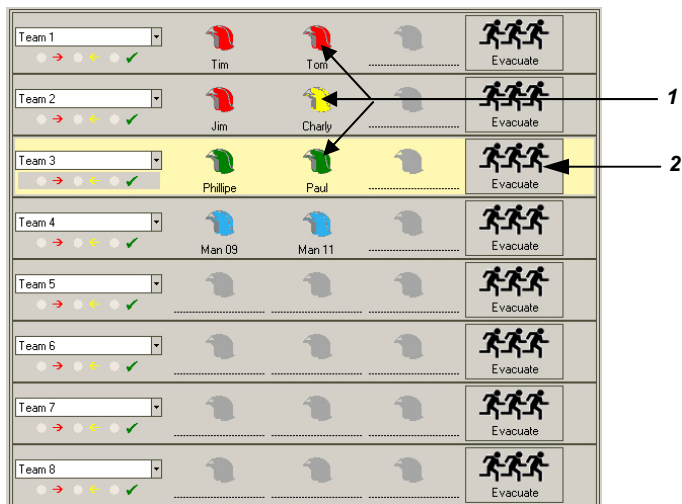 Team 1
Tim Tom Evacuate
1
Team 2
Jim Charly Evacuate
Team 3
2
Phillipe Paul Evacuate
Team 4
Man 09 Man 11 Evacuate
Team 5
Evacuate
Team 6
Evacuate
Team 7
Evacuate
Team 8
Evacuate